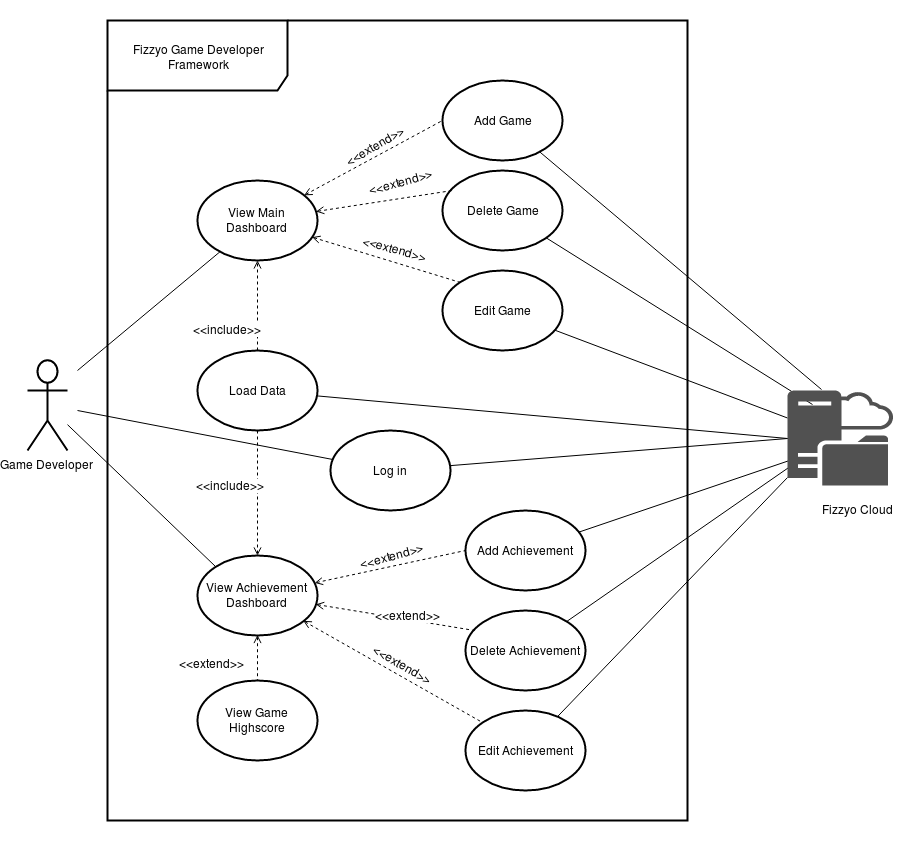 Fizzyo Game Developer
Framework
Add Game
<<extend>>
<<extend>>
Delete Game
View Main
Dashboard
<<extend>>
Edit Game
<<include>>
Load Data
Game Developer
Log in
<<include>>
Fizzyo Cloud
Add Achievement
<<extend>>
View Achievement
Dashboard
<<extend>>
Delete Achievement
<<extend>>
<<extend>>
View Game
Highscore
Edit Achievement